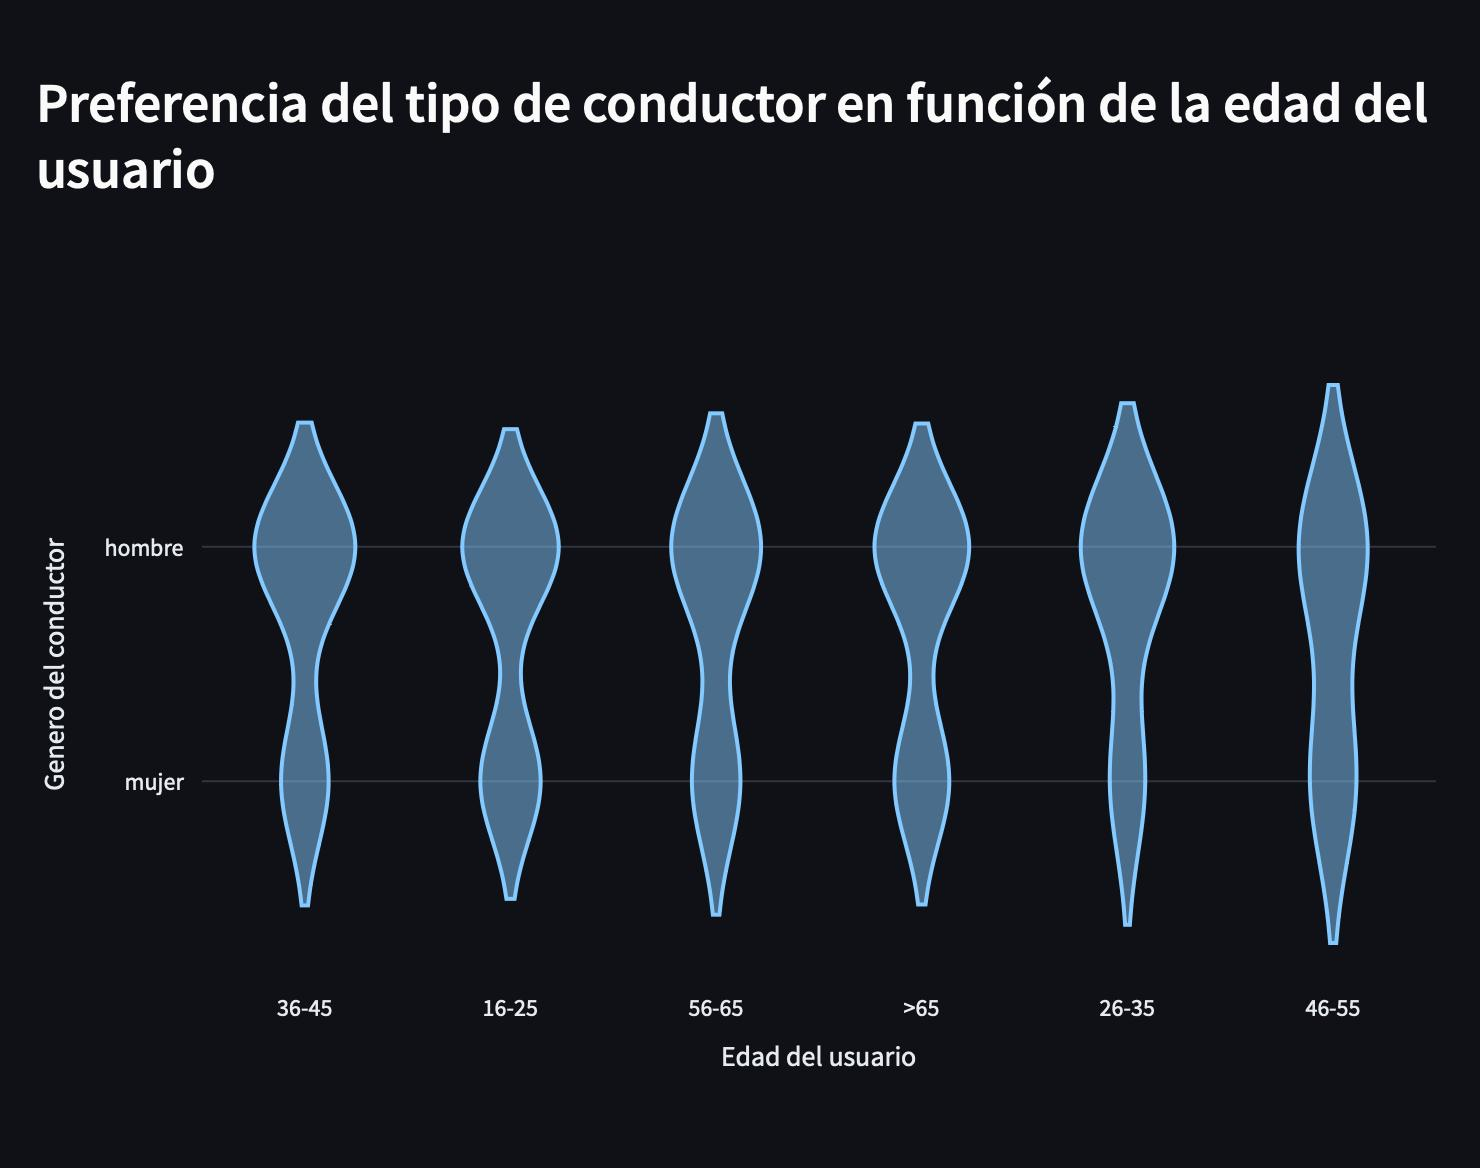 Preferencia del tipo de conductor en función de la edad del
usuario
Genero del conductor
hombre
mujer
36-45
16-25
56-65
>65
26-35
46-55
Edad del usuario